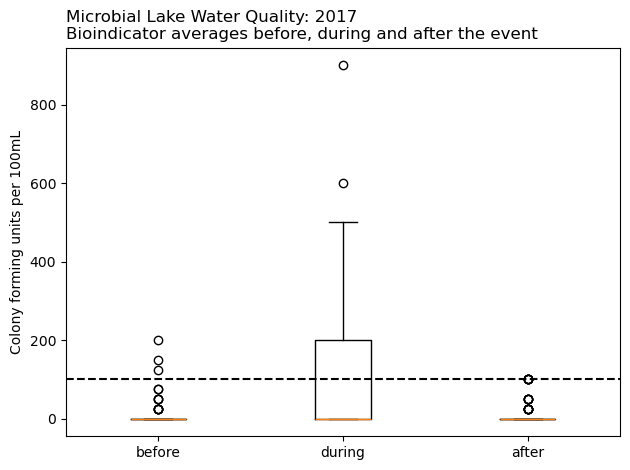 Microbial Lake Water Quality: 2017
Bioindicator averages before, during and after the event
Colony forming units per 100mL
800
600
400
200
0
before
during
after